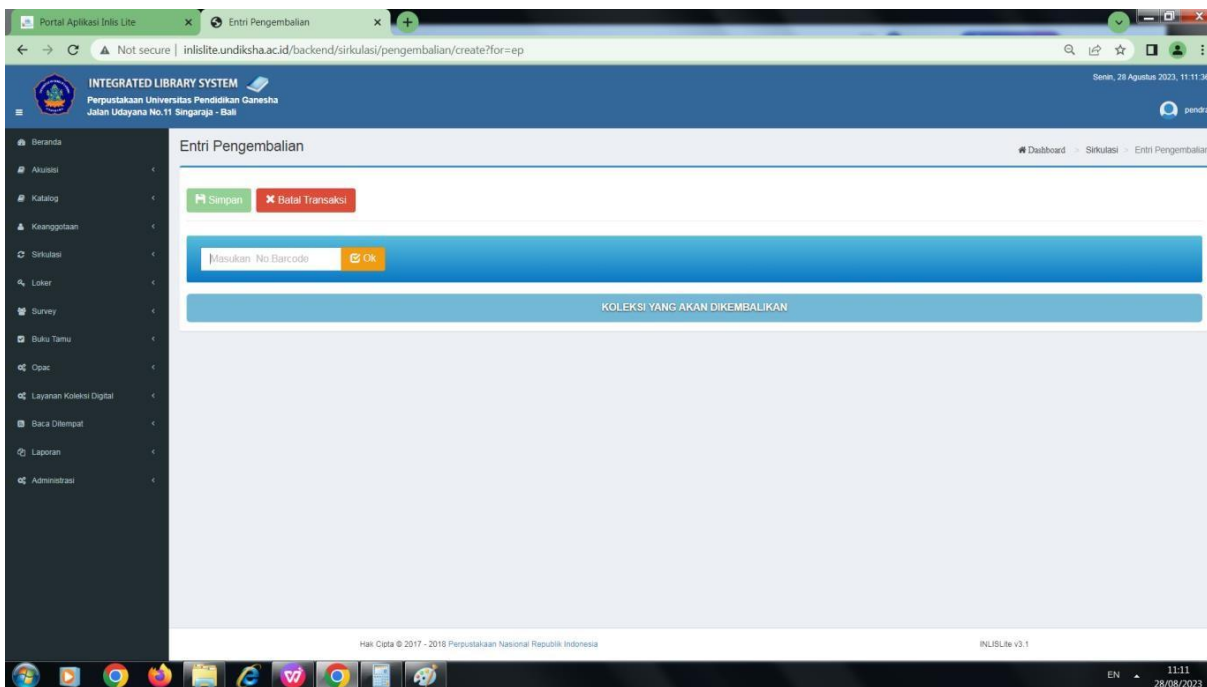 Portal Aplikasi Inlis Lite
Entri Pengembalian
Not secure | inlislite.undiksha.ac.id/backend/sirkulasi/pengembalian/create?for=ep
INTEGRATED LIBRARY SYSTEM
Perpustakaan Universitas Pendidikan Ganesha
Jalan Udayana No.11 Singaraja - Bali
Senin, 28 Agustus 2023, 11:11:36
pendra
Beranda
Akuisisi
Katalog
Keanggotaan
Sirkulasi
Loker
Survey
Buku Tamu
Opac
Layanan Koleksi Digital
Baca Ditempat
Laporan
Administrasi
Entri Pengembalian
Dashboard > Sirkulasi > Entri Pengembalian
Simpan
Batal Transaksi
Masukan No.Barcode
Ok
KOLEKSI YANG AKAN DIKEMBALIKAN
Hak Cipta © 2017 - 2018 Perpustakaan Nasional Republik Indonesia
INLISLite v3.1
EN
11:11
28/08/2023